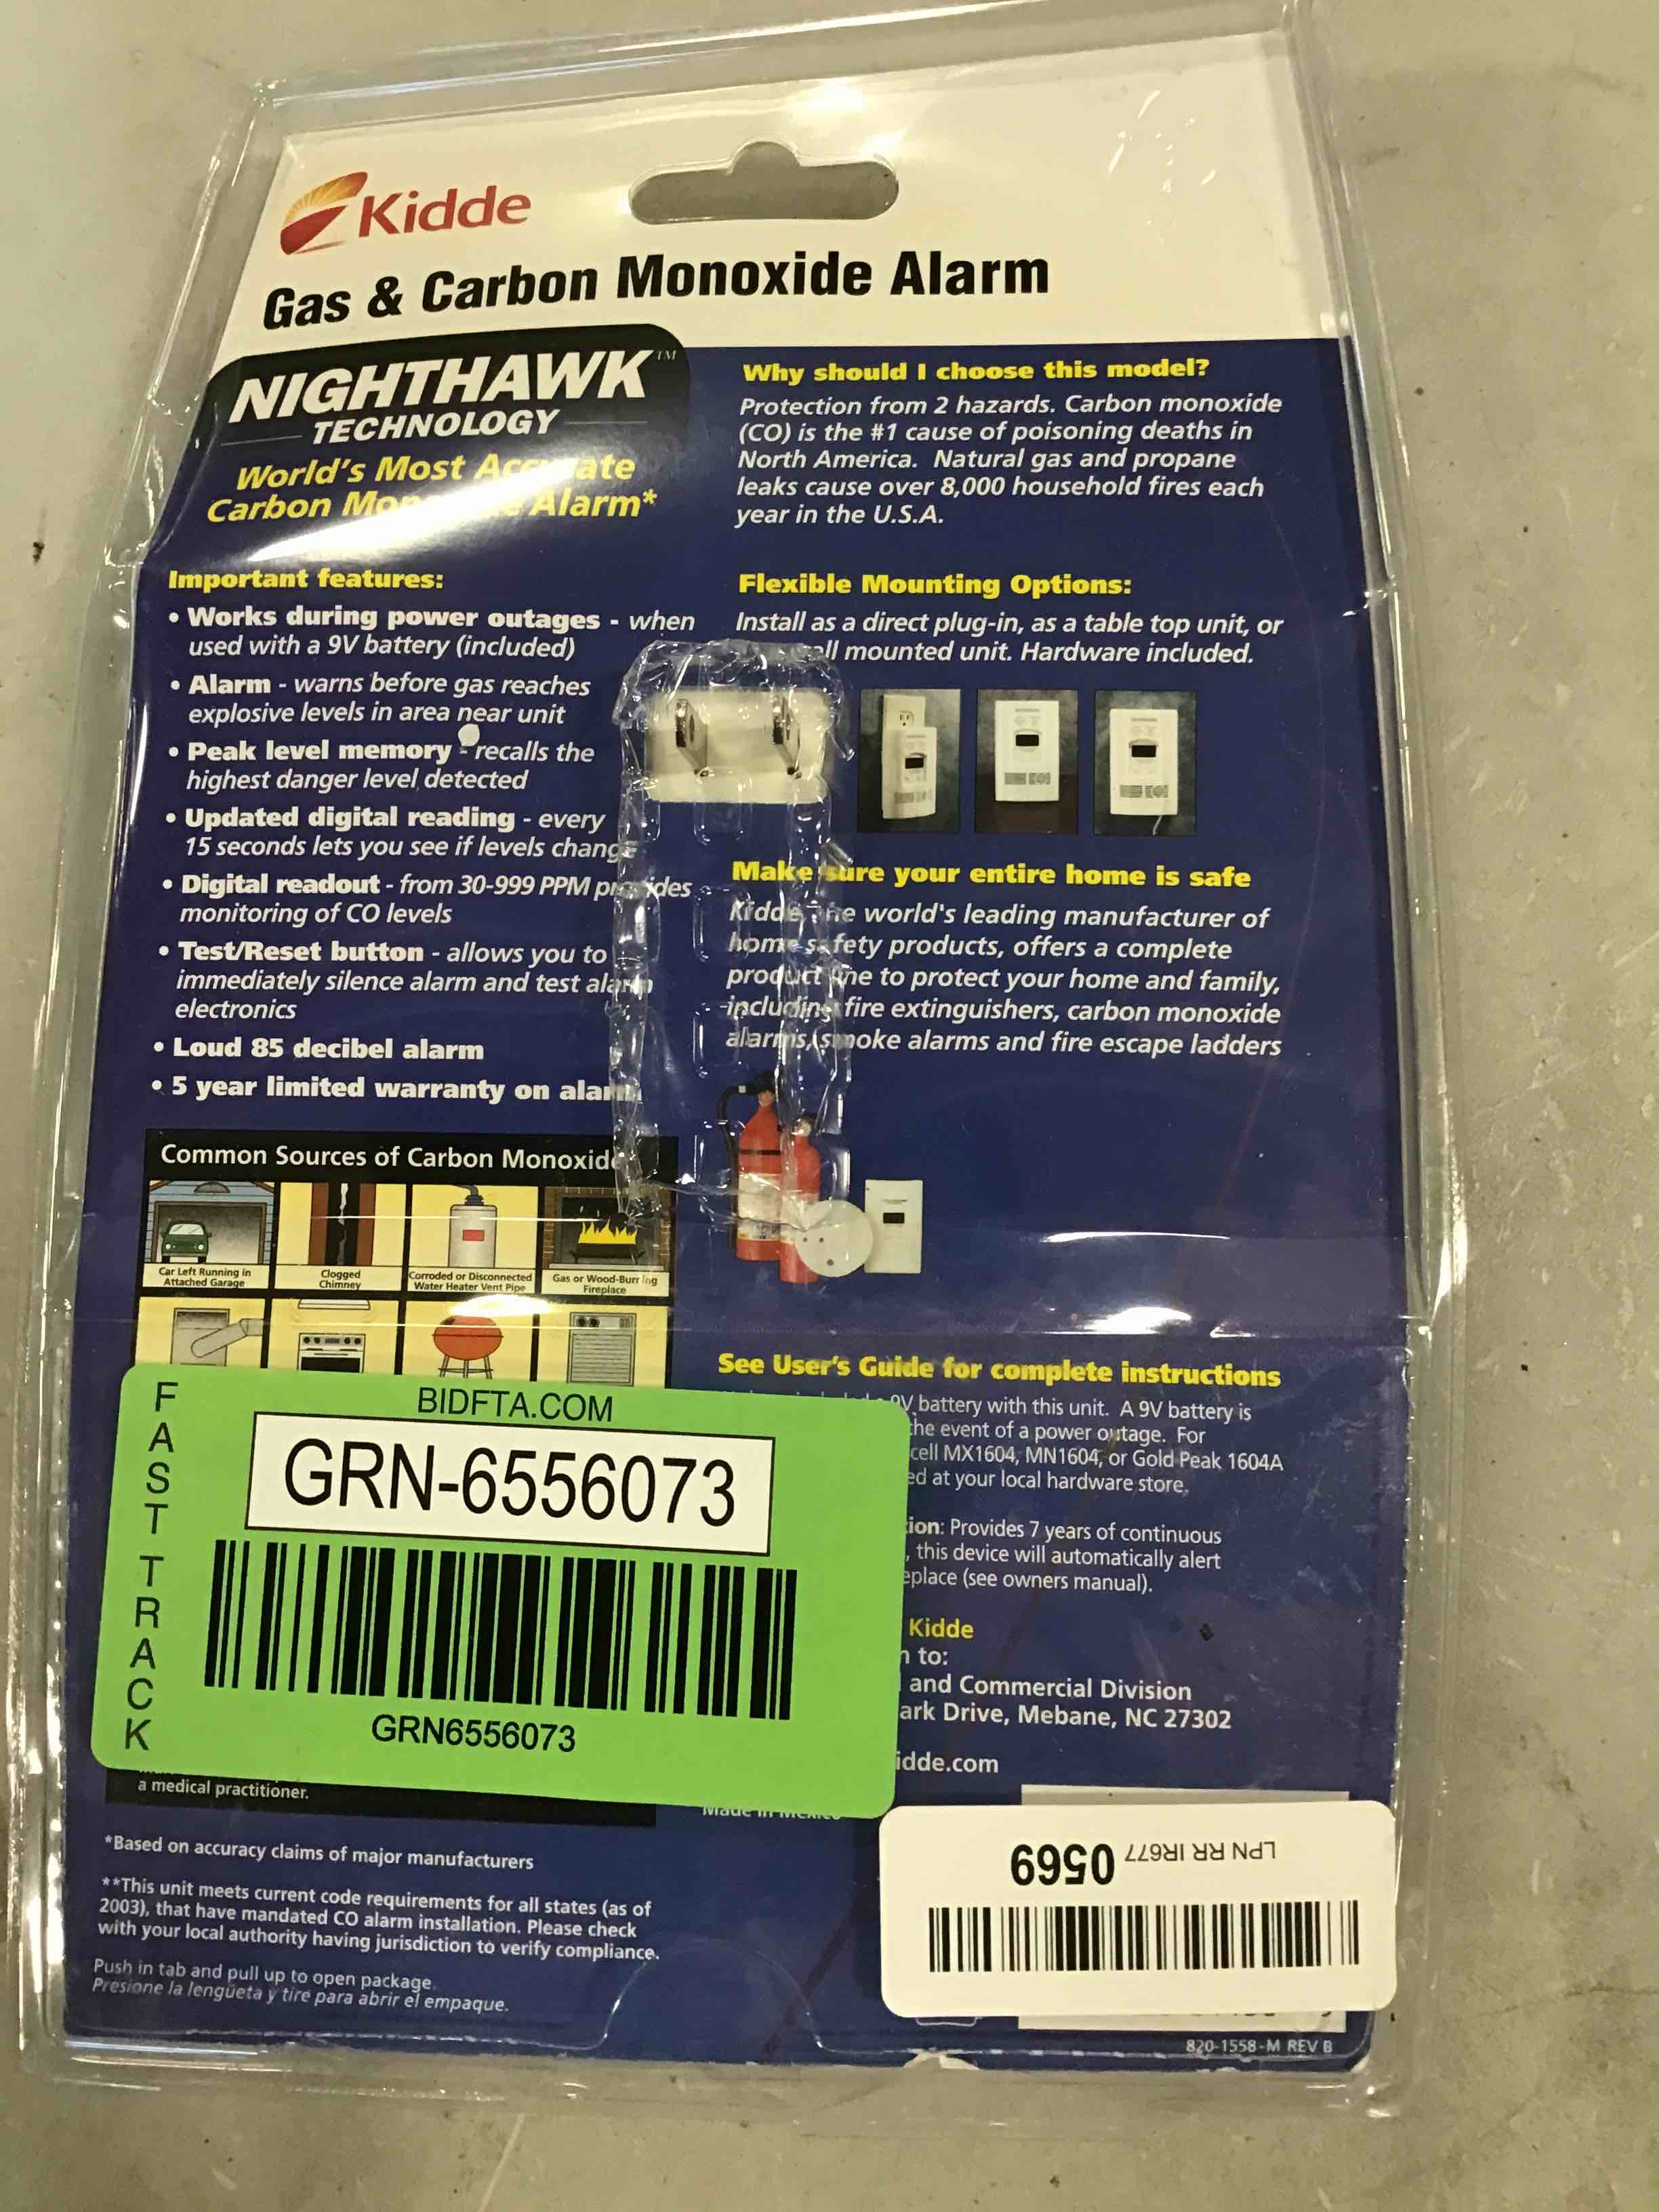 Kidde
Gas & Carbon Monoxide Alarm
NIGHTHAWK™
TECHNOLOGY
World's Most Accurate
Carbon Alarm*
Important features:
• Works during power outages - when
used with a 9V battery (included)
• Alarm - warns before gas reaches
explosive levels in area near unit
• Peak level memory - recalls the
highest danger level detected
• Updated digital reading - every
15 seconds lets you see if levels change
• Digital readout - from 30-999 PPM provides
monitoring of CO levels
• Test/Reset button - allows you to
immediately silence alarm and test alarm
electronics
• Loud 85 decibel alarm
• 5 year limited warranty on alarm
Common Sources of Carbon Monoxide
Car Left Running in
Attached Garage
Clogged
Chimney
Corroded or Disconnected
Water Heater Vent Pipe
Gas or Wood-Burning
Fireplace
Why should I choose this model?
Protection from 2 hazards. Carbon monoxide
(CO) is the #1 cause of poisoning deaths in
North America. Natural gas and propane
leaks cause over 8,000 household fires each
year in the U.S.A.
Flexible Mounting Options:
Install as a direct plug-in, as a table top unit, or
mounted unit. Hardware included.
Make sure your entire home is safe
Kidde, the world's leading manufacturer of
home safety products, offers a complete
product line to protect your home and family,
including fire extinguishers, carbon monoxide
alarms, smoke alarms and fire escape ladders
See User's Guide for complete instructions
9V battery with this unit. A 9V battery is
the event of a power outage. For
cell MX1604, MN1604, or Gold Peak 1604A
ed at your local hardware store.
ion: Provides 7 years of continuous
, this device will automatically alert
eplace (see owners manual).
Kidde
to:
and Commercial Division
ark Drive, Mebane, NC 27302
idde.com
Made in Mexico
FAST TRACK
BIDFTA.COM
GRN-6556073
GRN6556073
a medical practitioner.
*Based on accuracy claims of major manufacturers
**This unit meets current code requirements for all states (as of
2003), that have mandated CO alarm installation. Please check
with your local authority having jurisdiction to verify compliance.
Push in tab and pull up to open package.
Presione la lengüeta y tire para abrir el empaque.
LPN RR IR677 0569
820-1558-M REV B